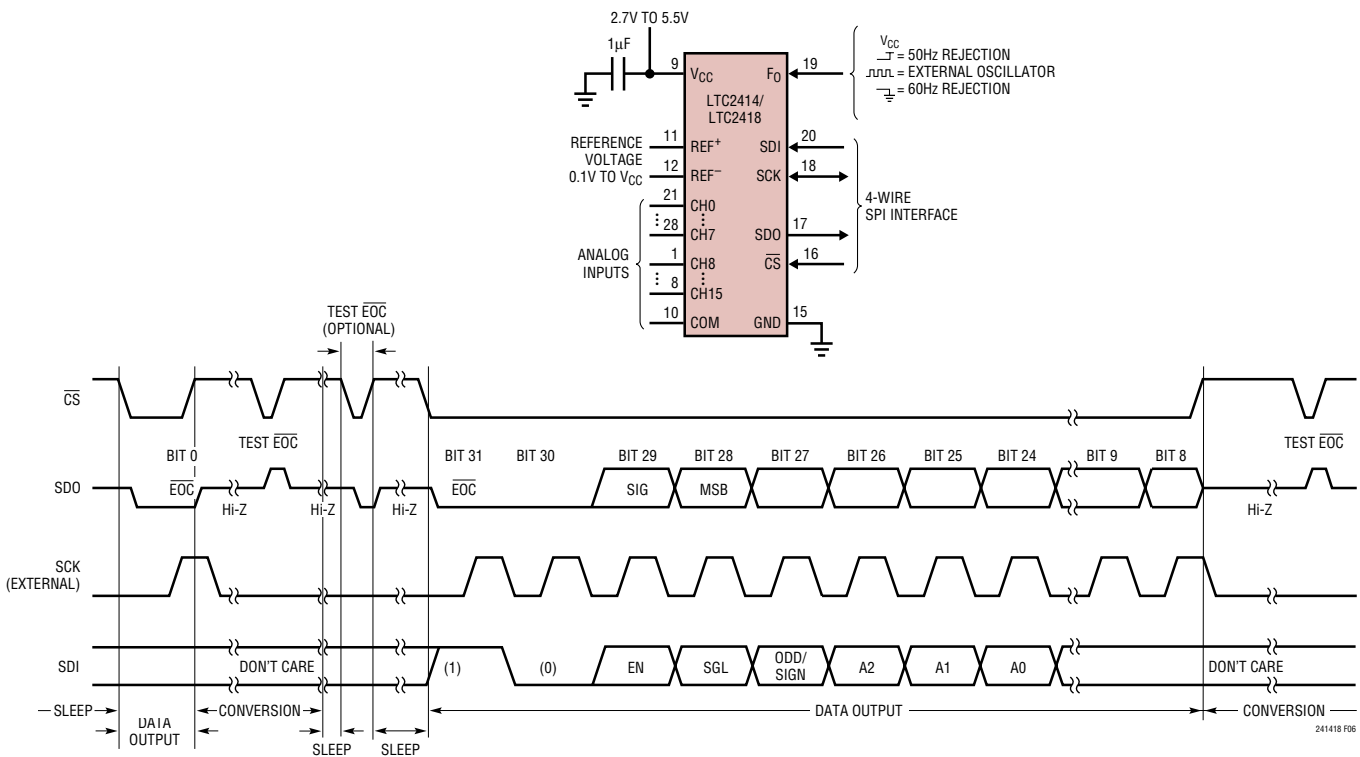 2.7V TO 5.5V
1µF
9 VCC
FO 19
LTC2414/
LTC2418
VCC
= 50Hz REJECTION
= EXTERNAL OSCILLATOR
= 60Hz REJECTION
REFERENCE
VOLTAGE
0.1V TO VCC
11 REF+
12 REF–
21 CH0
28 CH7
1 CH8
8 CH15
10 COM
ANALOG
INPUTS
SDI 20
SCK 18
SDO 17
CS 16
GND 15
4-WIRE
SPI INTERFACE
TEST EOC
(OPTIONAL)
CS
TEST EOC
TEST EOC
BIT 0
BIT 31
BIT 30
BIT 29
BIT 28
BIT 27
BIT 26
BIT 25
BIT 24
BIT 9
BIT 8
SDO
EOC
Hi-Z
Hi-Z
Hi-Z
EOC
SIG
MSB
Hi-Z
SCK
(EXTERNAL)
SDI
DON'T CARE
(1)
(0)
EN
SGL
ODD/
SIGN
A2
A1
A0
DON'T CARE
SLEEP
DATA
OUTPUT
CONVERSION
SLEEP
SLEEP
DATA OUTPUT
CONVERSION
241418 F06